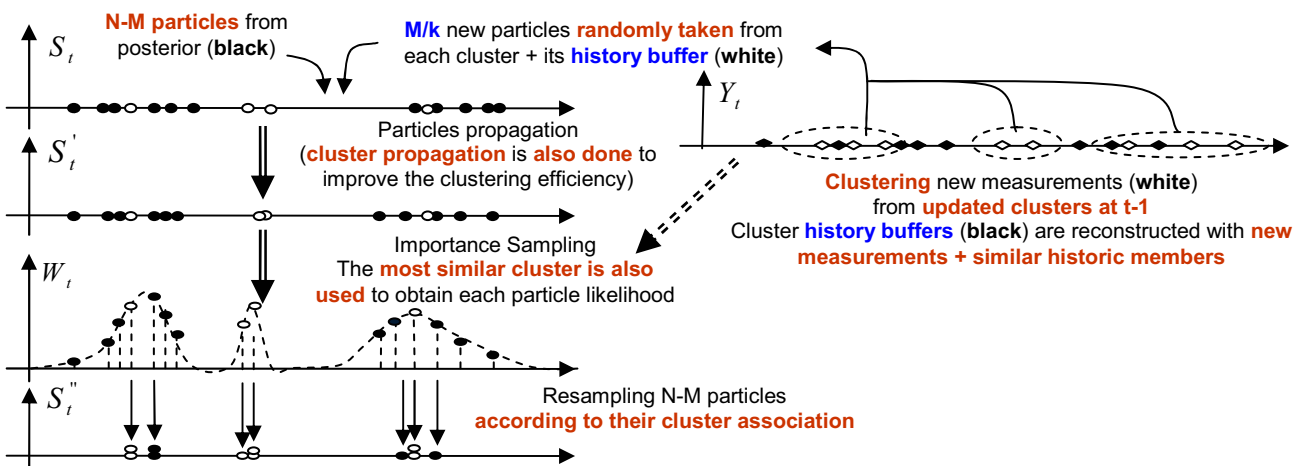 N-M particles from
posterior (black)
M/k new particles randomly taken from
each cluster + its history buffer (white)
S_t
Y_t
Particles propagation
(cluster propagation is also done to
improve the clustering efficiency)
S_t'
Clustering new measurements (white)
from updated clusters at t-1
Cluster history buffers (black) are reconstructed with new
measurements + similar historic members
Importance Sampling
The most similar cluster is also
used to obtain each particle likelihood
W_t
Resampling N-M particles
according to their cluster association
S_t"